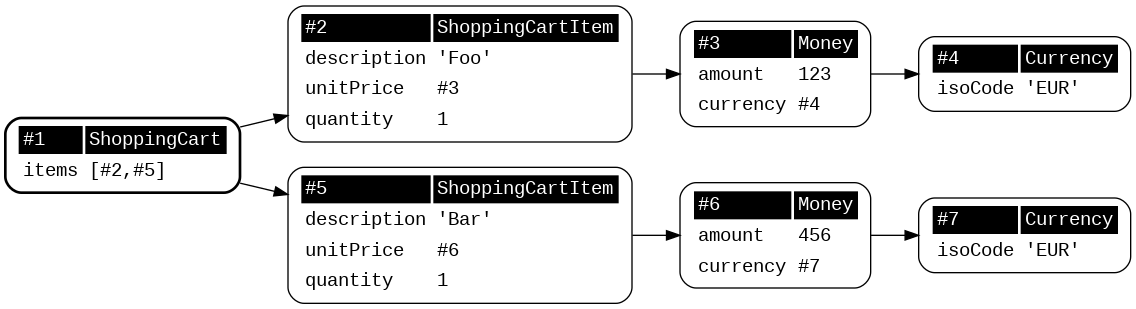 #1 ShoppingCart
items [#2,#5]
#2 ShoppingCartItem
description 'Foo'
unitPrice #3
quantity 1
#3 Money
amount 123
currency #4
#4 Currency
isoCode 'EUR'
#5 ShoppingCartItem
description 'Bar'
unitPrice #6
quantity 1
#6 Money
amount 456
currency #7
#7 Currency
isoCode 'EUR'